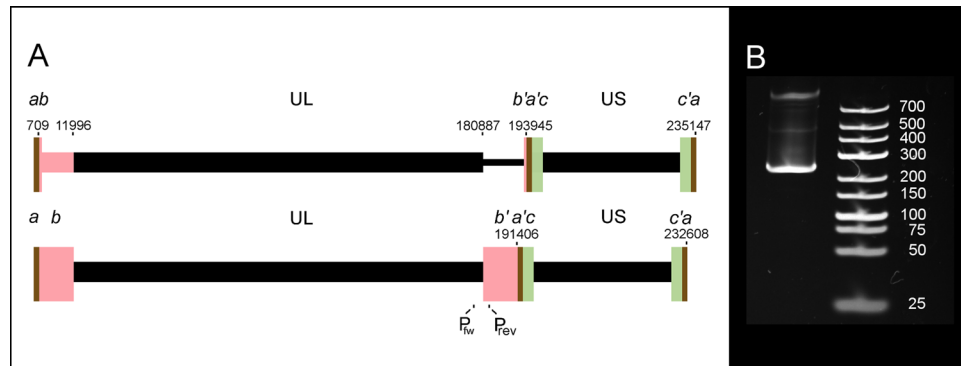 A
ab UL b'a'c US c'a
709 11996 180887 193945 235147
a b UL b' a'c US c'a
191406 232608
Pfw Prev
B
700
500
400
300
200
150
100
75
50
25